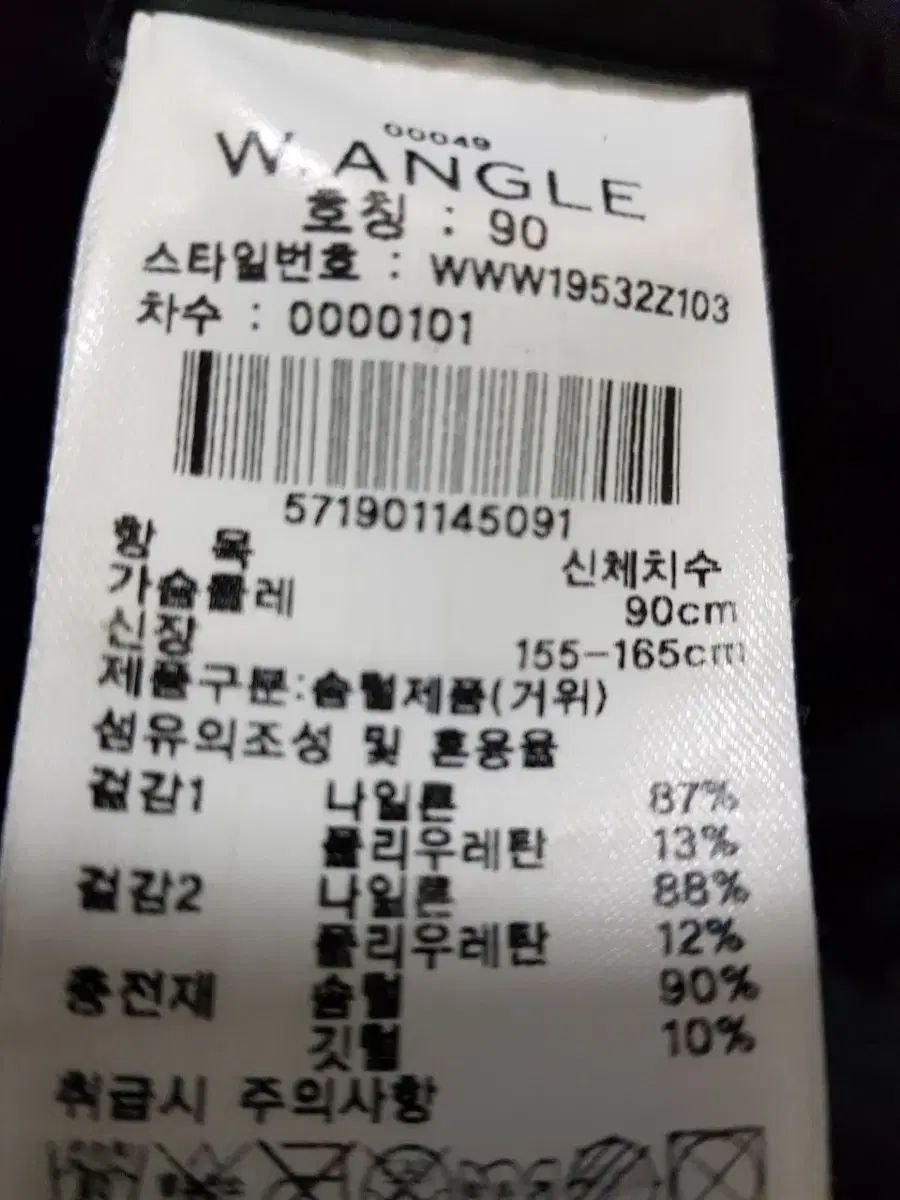 00049
W.ANGLE
호칭 : 90
스타일번호 : WWW19532Z103
차수 : 0000101
571901145091
항 목 신체치수
가슴둘레 90cm
신장 155-165cm
제품구분:솜털제품(거위)
섬유의조성 및 혼용율
겉감1 나일론 87%
폴리우레탄 13%
겉감2 나일론 88%
폴리우레탄 12%
충전재 솜털 90%
깃털 10%
취급시 주의사항